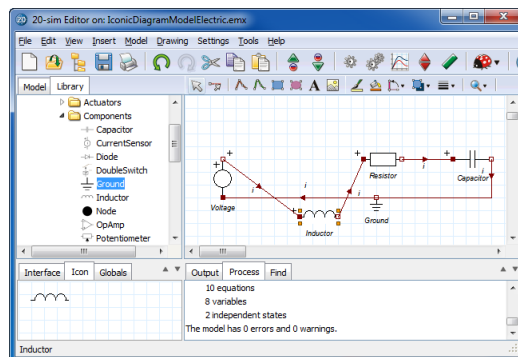 20 20-sim Editor on: IconicDiagramModelElectric.emx
File Edit View Insert Model Drawing Settings Tools Help
A
Model Library
Actuators
Components
Capacitor
CurrentSensor
Diode
DoubleSwitch
Ground
Inductor
Node
OpAmp
Potentiometer
+ + +
Resistor i Capacitor i
Voltage i + i Ground
Inductor
Interface Icon Globals
Output Process Find
10 equations
8 variables
2 independent states
The model has 0 errors and 0 warnings.
Inductor